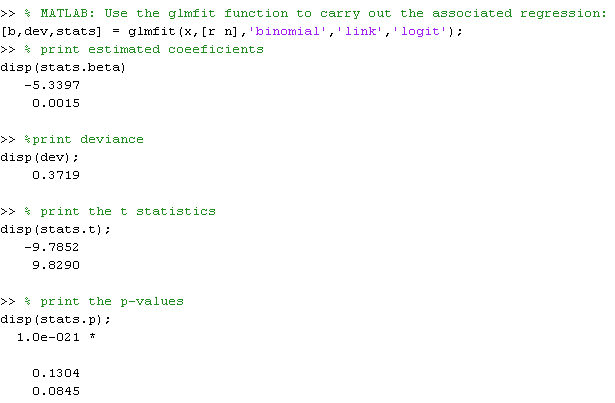 >> % MATLAB: Use the glmfit function to carry out the associated regression:
[b,dev,stats] = glmfit(x,[r n],'binomial','link','logit');
>> % print estimated coeeficients
disp(stats.beta)
-5.3397
0.0015
>> %print deviance
disp(dev);
0.3719
>> % print the t statistics
disp(stats.t);
-9.7852
9.8290
>> % print the p-values
disp(stats.p);
1.0e-021 *
0.1304
0.0845